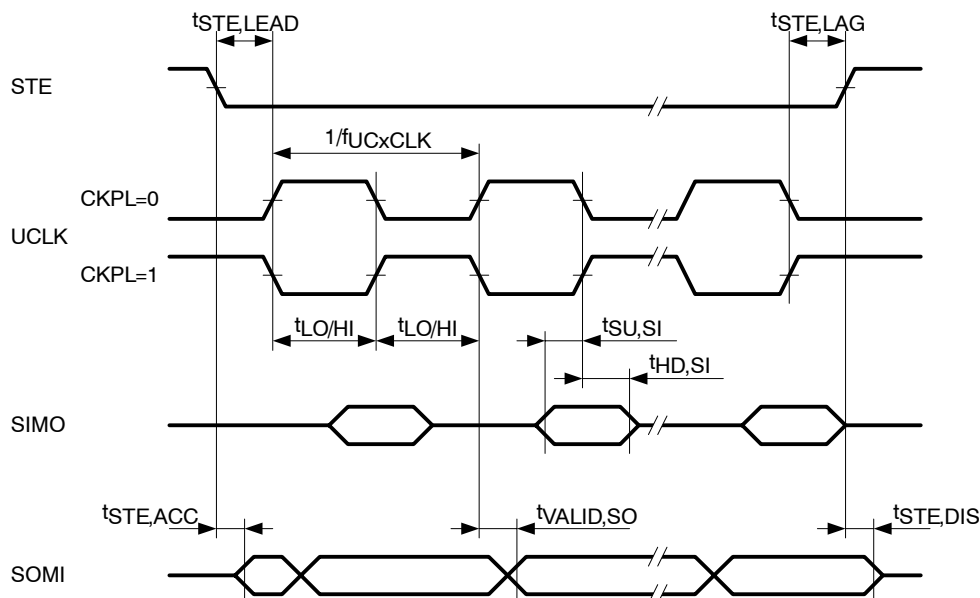 tSTE,LEAD
tSTE,LAG
STE
1/fUCxCLK
CKPL=0
UCLK
CKPL=1
tLO/HI
tLO/HI
tSU,SI
tHD,SI
SIMO
tSTE,ACC
tVALID,SO
tSTE,DIS
SOMI